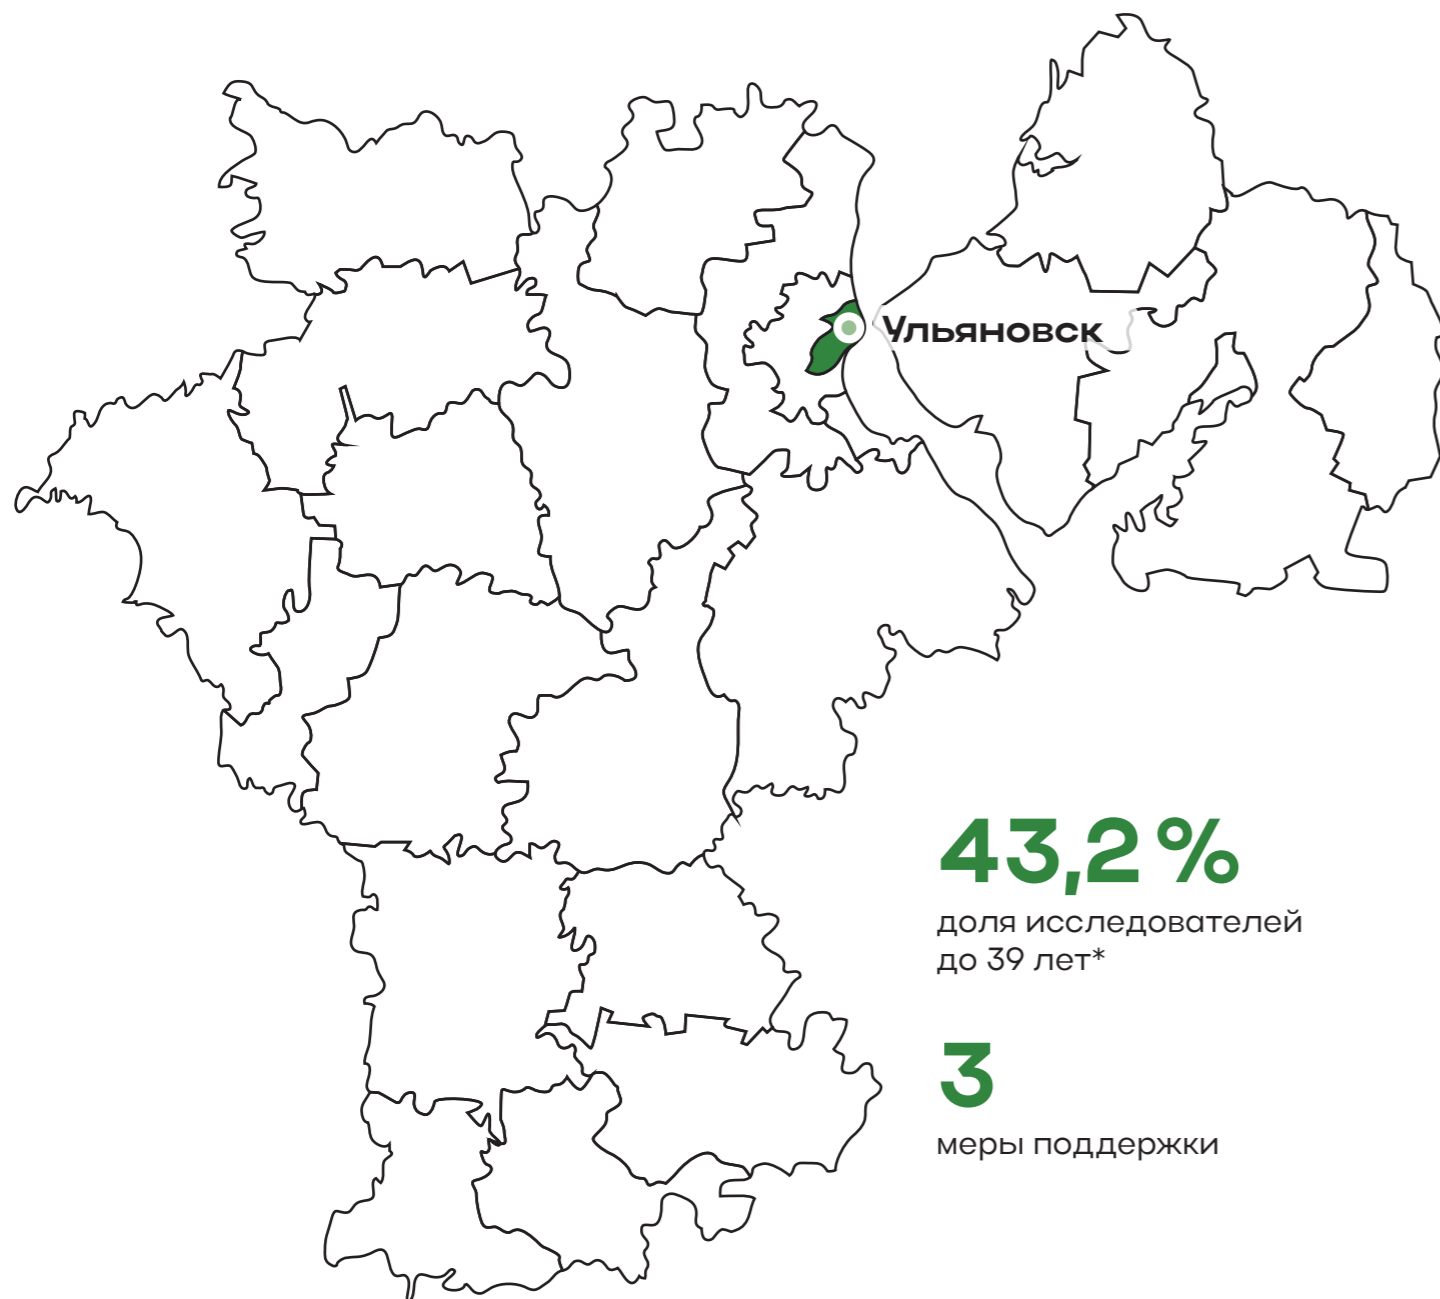 Ульяновск
43,2 %
доля исследователей
до 39 лет*
3
меры поддержки